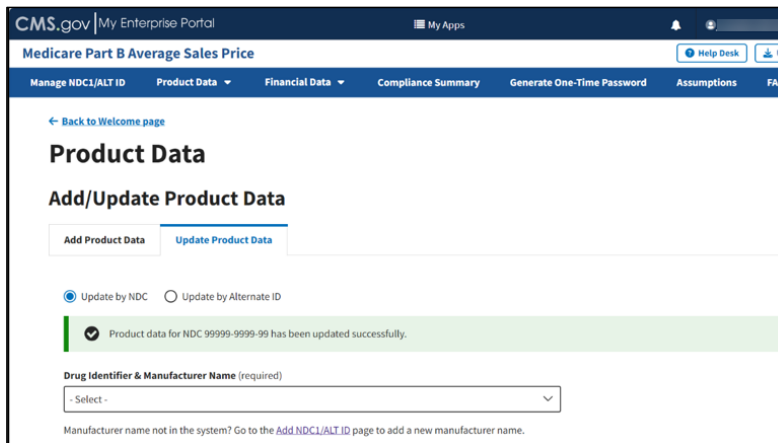 CMS.gov My Enterprise Portal
My Apps
Medicare Part B Average Sales Price
Help Desk
Manage NDC1/ALT ID Product Data Financial Data Compliance Summary Generate One-Time Password Assumptions FA
← Back to Welcome page
Product Data
Add/Update Product Data
Add Product Data Update Product Data
Update by NDC Update by Alternate ID
Product data for NDC 99999-9999-99 has been updated successfully.
Drug Identifier & Manufacturer Name (required)
- Select -
Manufacturer name not in the system? Go to the Add NDC1/ALT ID page to add a new manufacturer name.